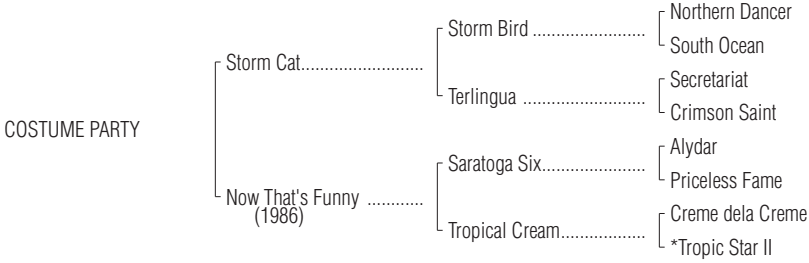 Northern Dancer
Storm Bird ........................
South Ocean
Storm Cat..........................
Secretariat
Terlingua ..........................
Crimson Saint
COSTUME PARTY
Alydar
Saratoga Six......................
Priceless Fame
Now That's Funny ............
(1986)
Creme dela Creme
Tropical Cream..................
*Tropic Star II